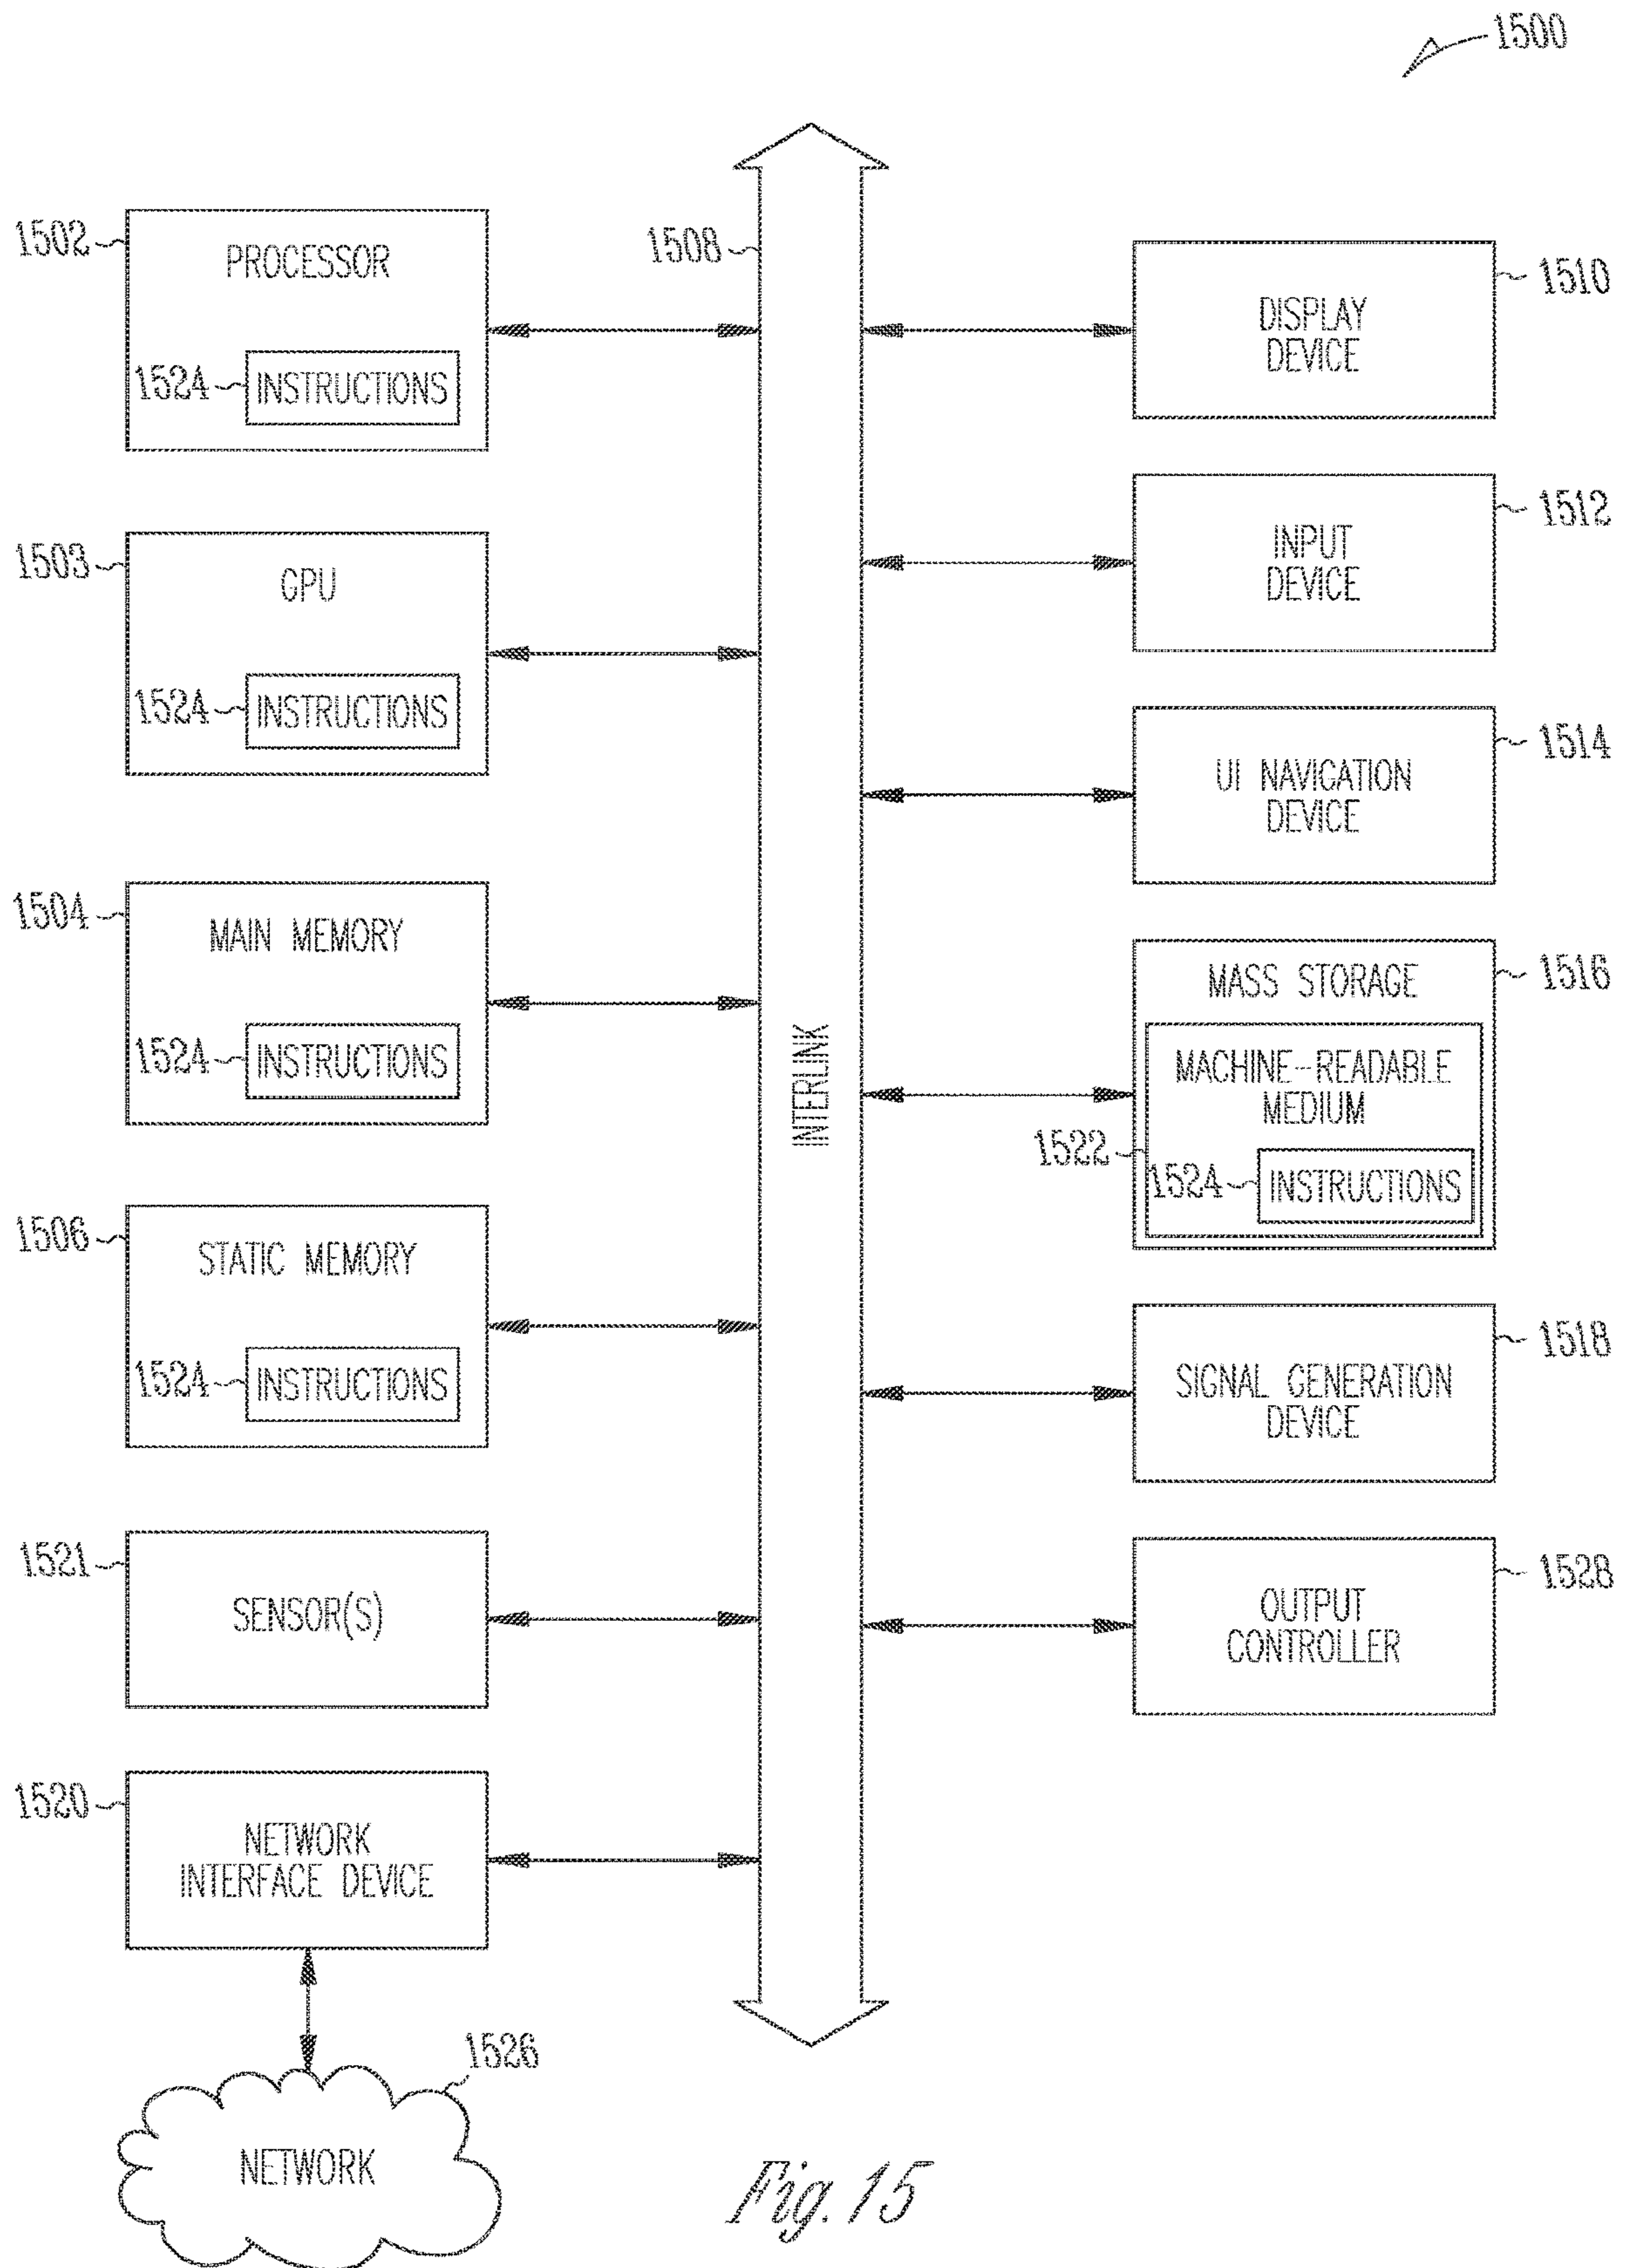 1500
1502
PROCESSOR
1524
INSTRUCTIONS
1503
GPU
1524
INSTRUCTIONS
1504
MAIN MEMORY
1524
INSTRUCTIONS
1506
STATIC MEMORY
1524
INSTRUCTIONS
1521
SENSOR(S)
1520
NETWORK
INTERFACE DEVICE
1526
NETWORK
1508
INTERLINK
1510
DISPLAY
DEVICE
1512
INPUT
DEVICE
1514
UI NAVIGATION
DEVICE
1516
MASS STORAGE
MACHINE--READABLE
MEDIUM
1522
1524
INSTRUCTIONS
1518
SIGNAL GENERATION
DEVICE
1528
OUTPUT
CONTROLLER
Fig. 15